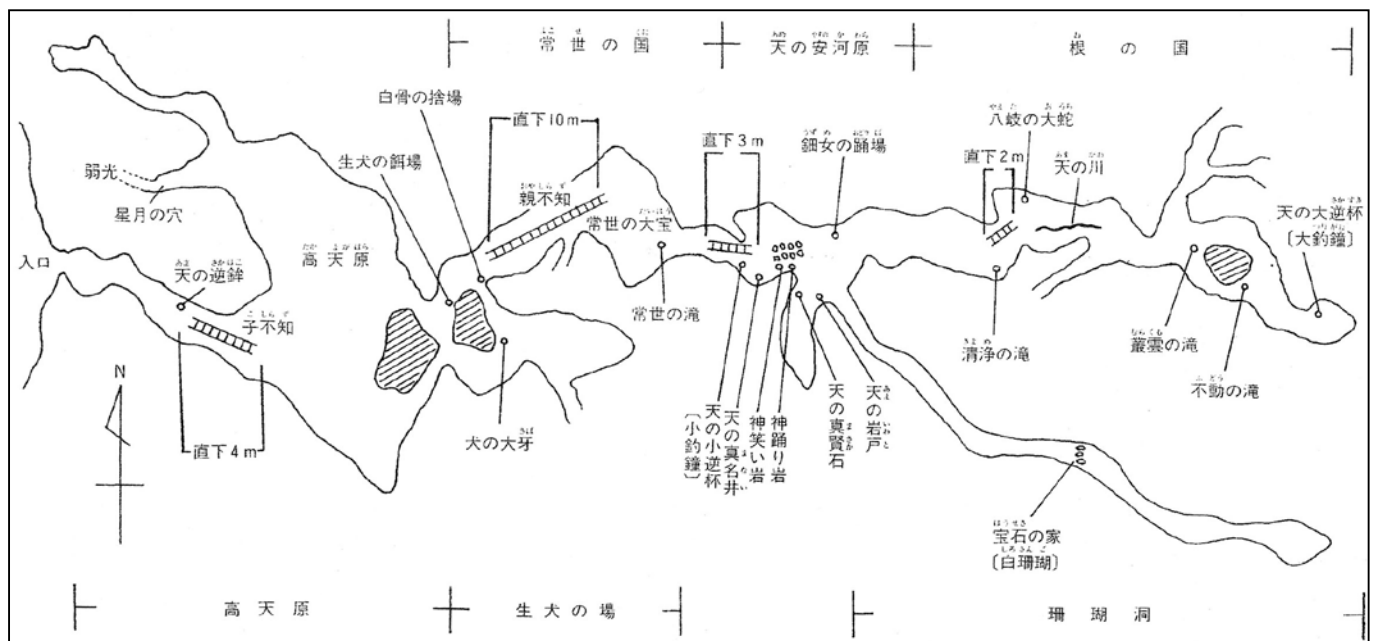 常世の国
天の安河原
根の国
白骨の捨場
直下10m
生犬の餌場
親不知
常世の大宝
直下3m
鈿女の踊場
八岐の大蛇
直下2m
天の川
天の大逆杯
〔大釣鐘〕
弱光
星月の穴
入口
天の逆鉾
高天原
子不知
常世の滝
清浄の滝
叢雲の滝
不動の滝
N
直下4m
犬の大牙
天の小逆杯
〔小釣鐘〕
天の真名井
神笑い岩
神踊り岩
天の真賢石
天の岩戸
宝石の家
〔白珊瑚〕
高天原
生犬の場
珊瑚洞